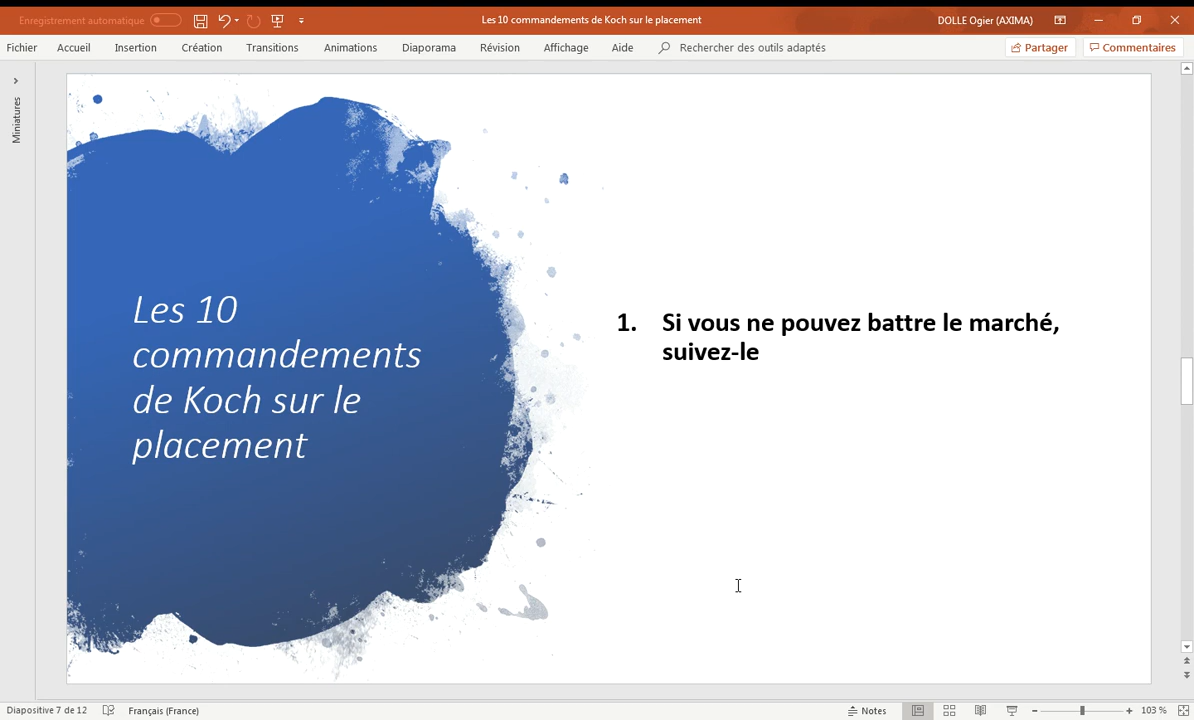 Enregistrement automatique
Les 10 commandements de Koch sur le placement
DOLLE Ogier (AXIMA)
Fichier Accueil Insertion Création Transitions Animations Diaporama Révision Affichage Aide Rechercher des outils adaptés Partager Commentaires
Miniatures
Les 10
commandements
de Koch sur le
placement
1. Si vous ne pouvez battre le marché,
suivez-le
Diapositive 7 de 12 Français (France) Notes 103 %